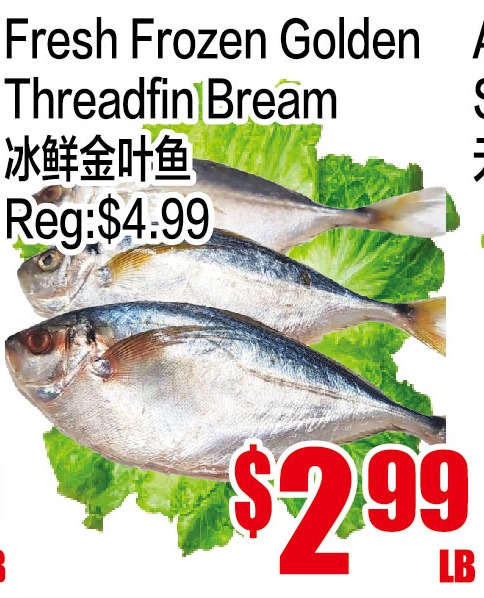 Fresh Frozen Golden
Threadfin Bream
冰鲜金叶鱼
Reg:$4.99
$2.99
LB